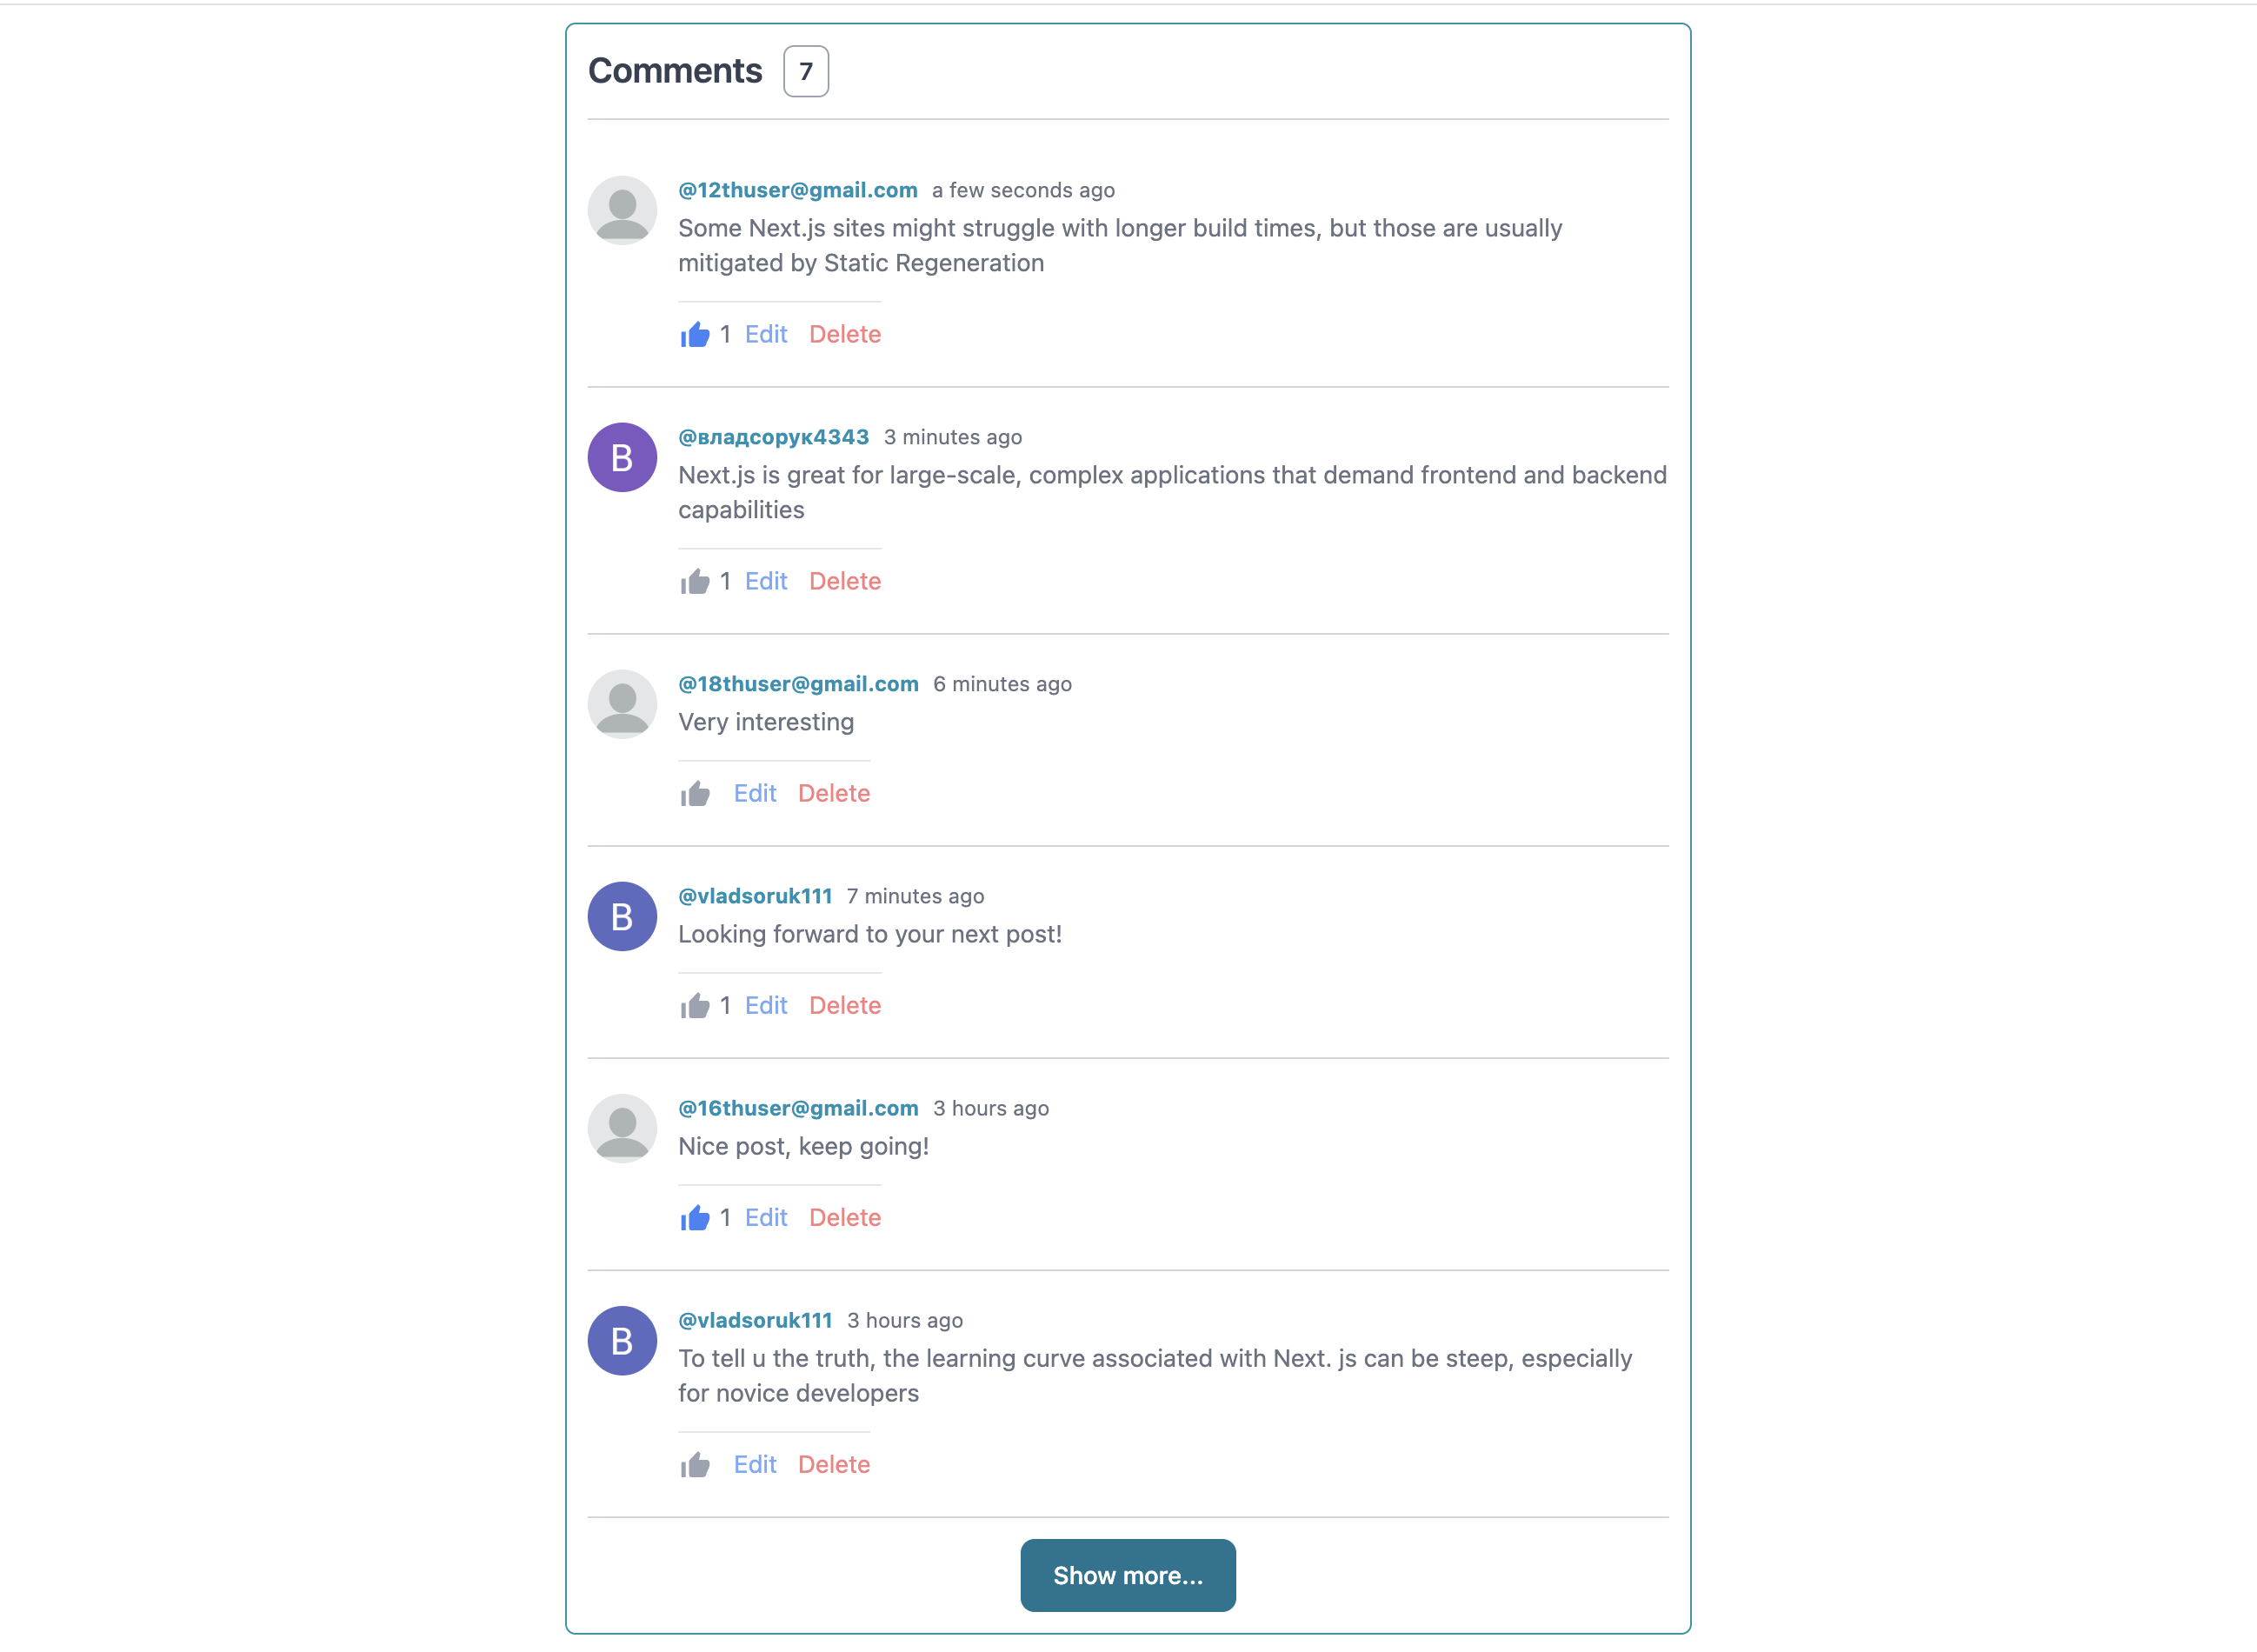 Comments 7
@12thuser@gmail.com a few seconds ago
Some Next.js sites might struggle with longer build times, but those are usually
mitigated by Static Regeneration
1 Edit Delete
В
@владсорук4343 3 minutes ago
Next.js is great for large-scale, complex applications that demand frontend and backend
capabilities
1 Edit Delete
@18thuser@gmail.com 6 minutes ago
Very interesting
Edit Delete
В
@vladsoruk111 7 minutes ago
Looking forward to your next post!
1 Edit Delete
@16thuser@gmail.com 3 hours ago
Nice post, keep going!
1 Edit Delete
В
@vladsoruk111 3 hours ago
To tell u the truth, the learning curve associated with Next. js can be steep, especially
for novice developers
Edit Delete
Show more...